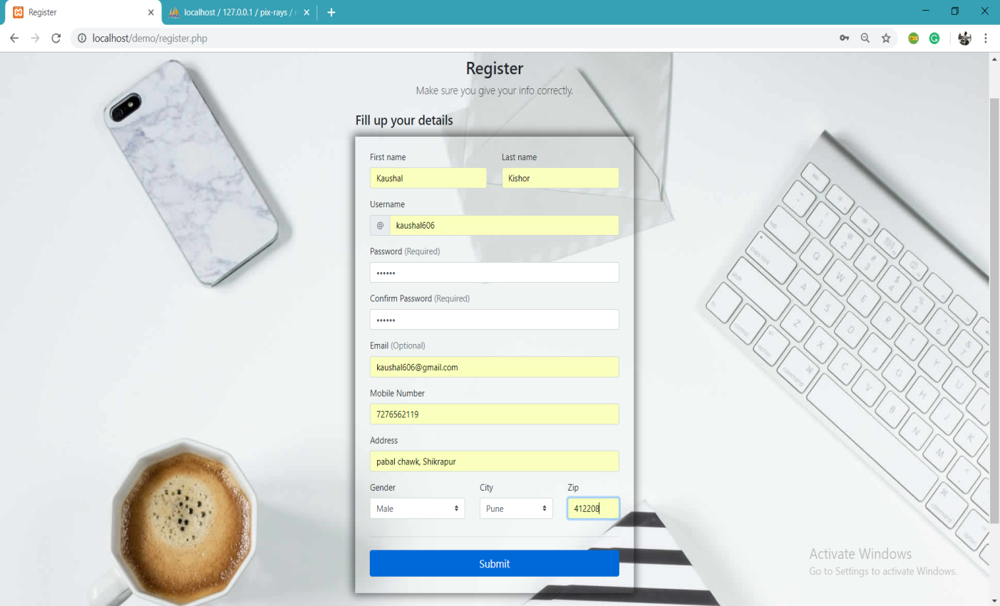 Register
localhost / 127.0.0.1 / pix-rays /
localhost/demo/register.php
Register
Make sure you give your info correctly.
Fill up your details
First name Last name
Kaushal Kishor
Username
@ kaushal606
Password (Required)
••••••
Confirm Password (Required)
••••••
Email (Optional)
kaushal606@gmail.com
Mobile Number
7276562119
Address
pabal chawk, Shikrapur
Gender City Zip
Male Pune 412208
Submit
Activate Windows
Go to Settings to activate Windows.